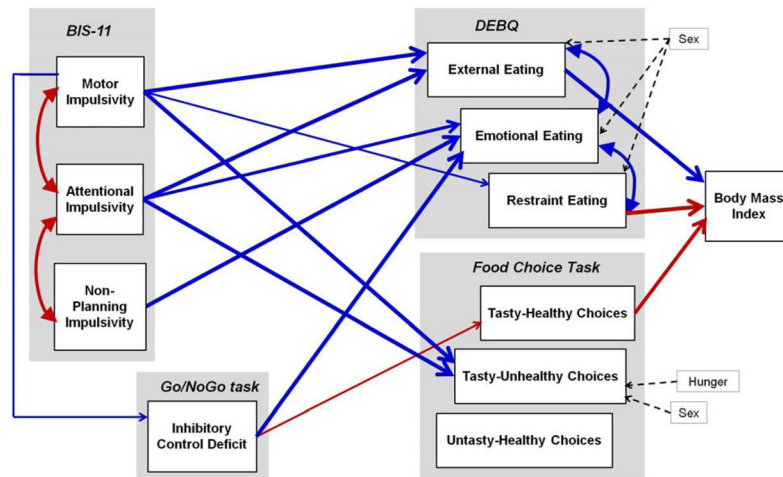 BIS-11
Motor
Impulsivity
Attentional
Impulsivity
Non-
Planning
Impulsivity
Go/NoGo task
Inhibitory
Control Deficit
DEBQ
External Eating
Emotional Eating
Restraint Eating
Sex
Body Mass
Index
Food Choice Task
Tasty-Healthy Choices
Tasty-Unhealthy Choices
Untasty-Healthy Choices
Hunger
Sex